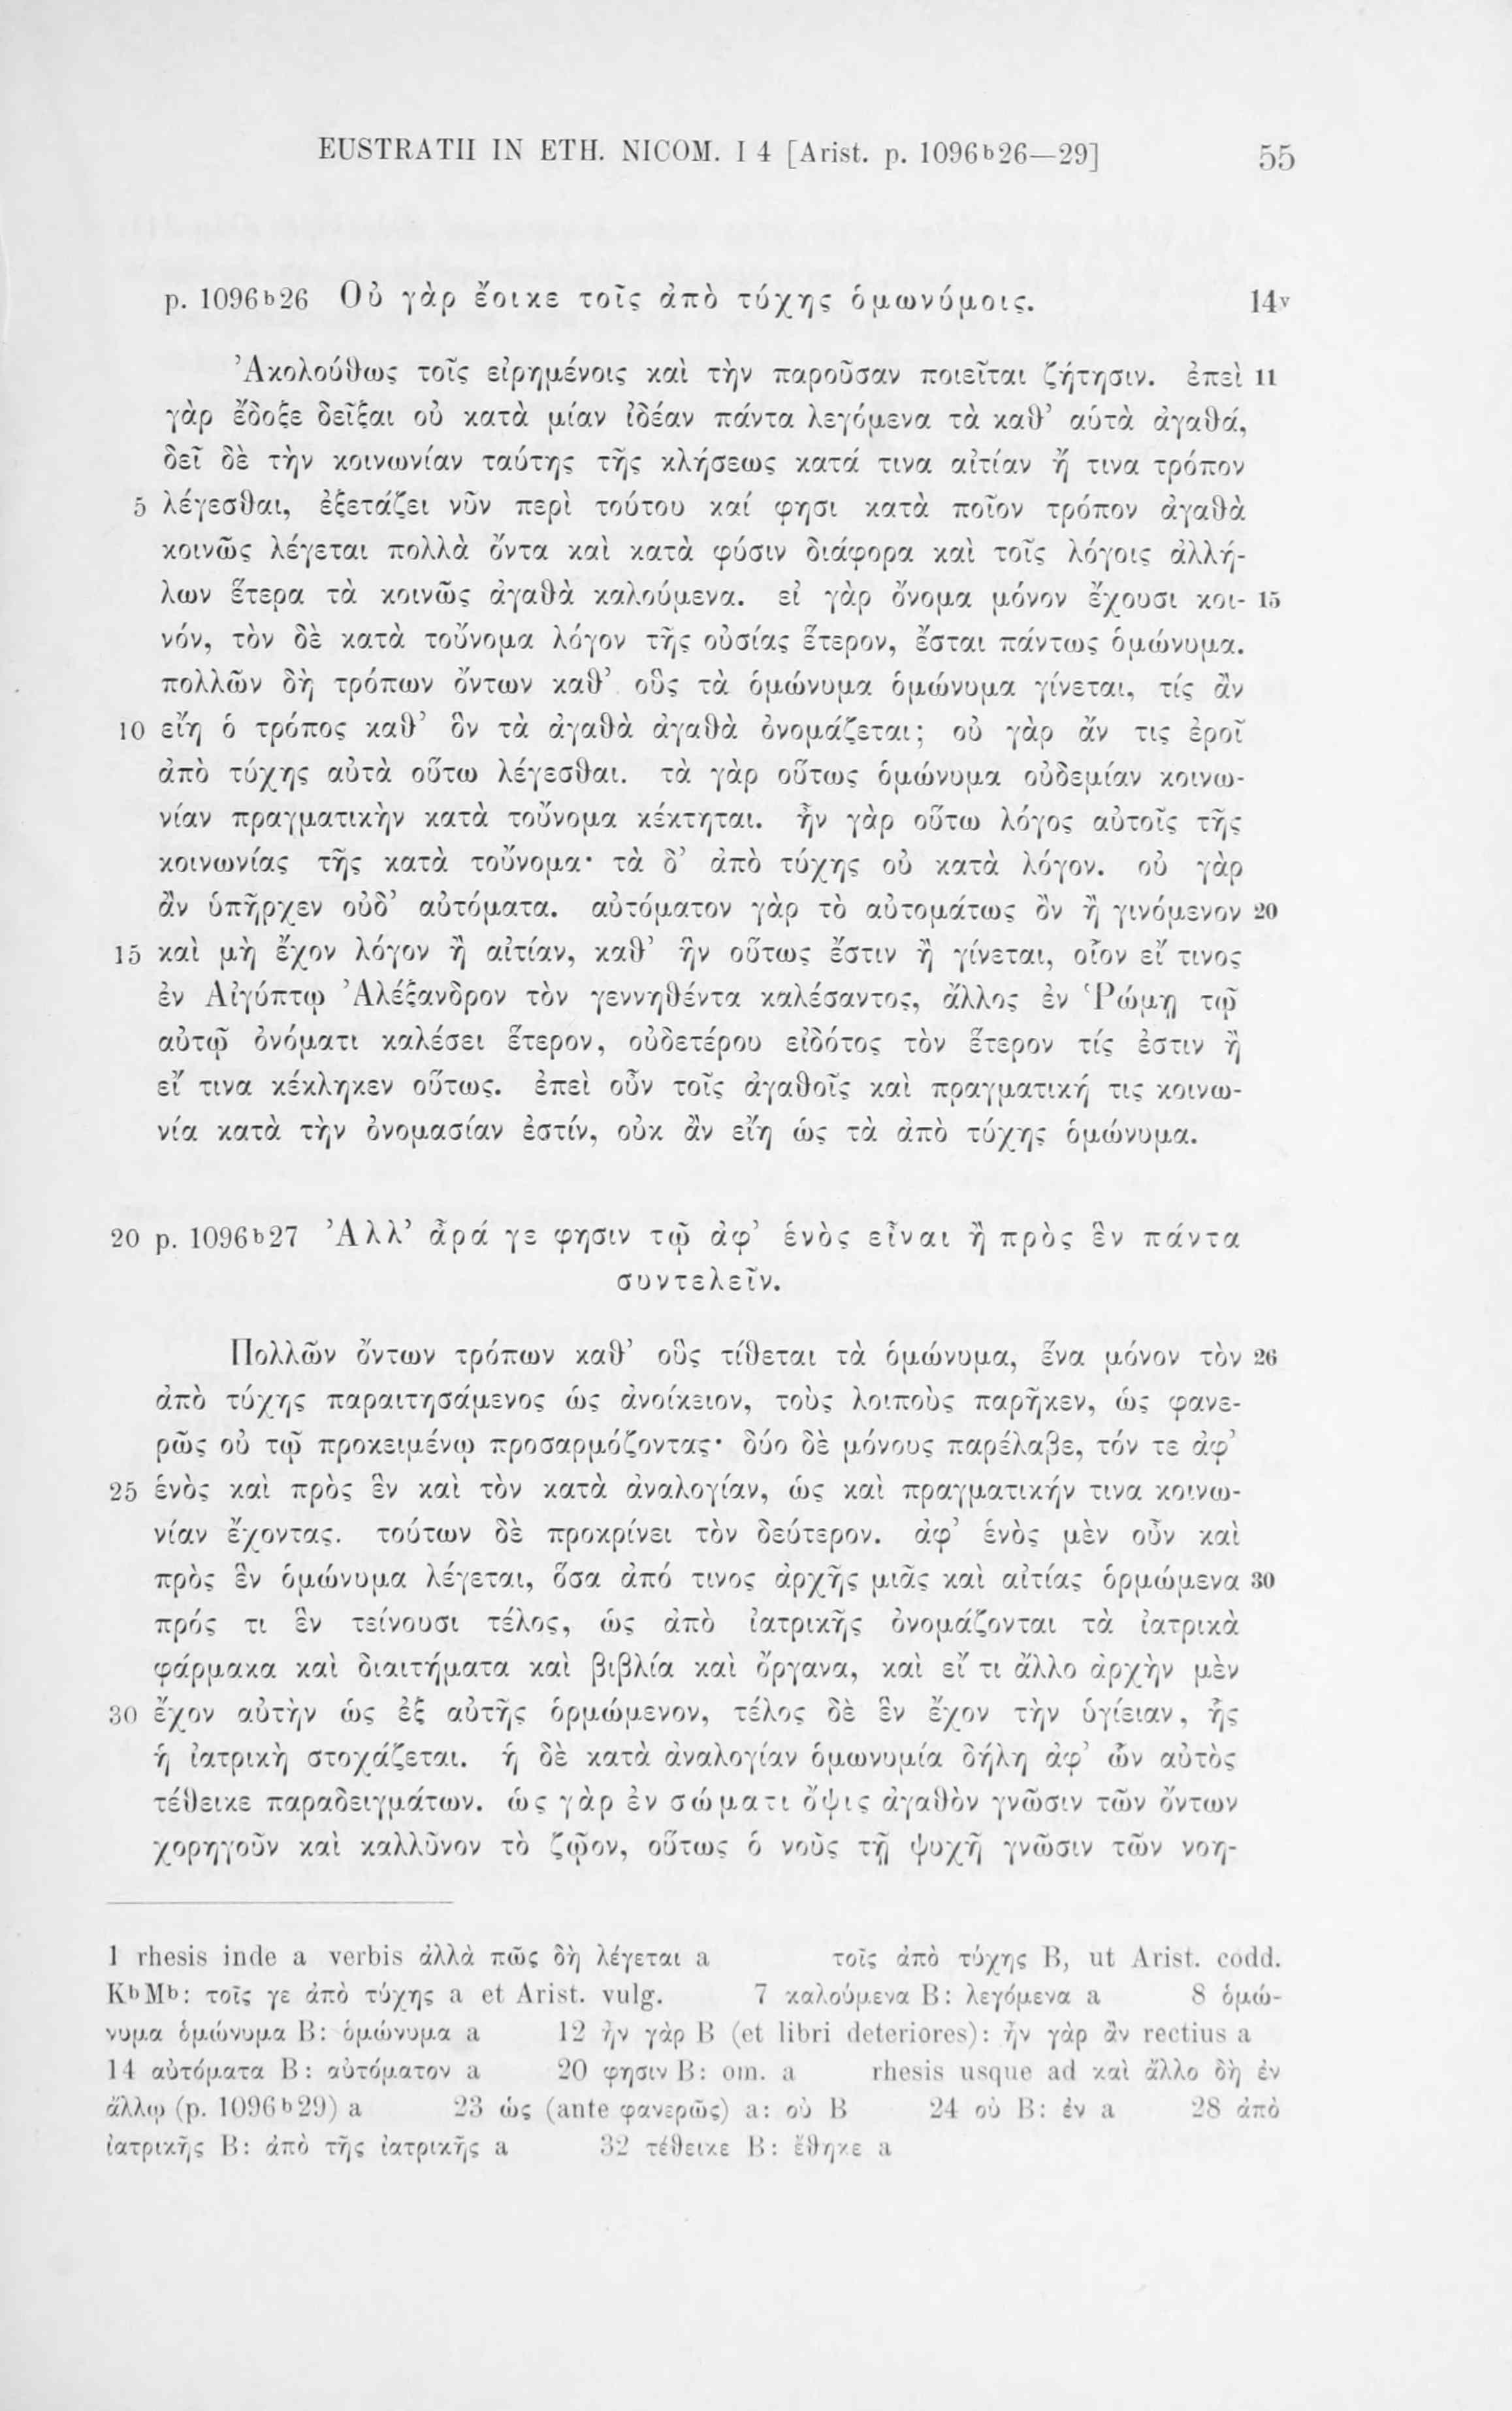 EUSTRATII IN ETH. NICOM. I 4 [Arist. p. 1096ᵇ26—29] 55
p. 1096ᵇ26 Οὐ γὰρ ἔοικε τοῖς ἀπὸ τύχης ὁμωνύμοις. 14ᵛ
Ἀκολούθως τοῖς εἰρημένοις καὶ τὴν παροῦσαν ποιεῖται ζήτησιν. ἐπεὶ 11
γὰρ ἔδοξε δεῖξαι οὐ κατὰ μίαν ἰδέαν πάντα λεγόμενα τὰ καθ’ αὑτὰ ἀγαθά,
δεῖ δὲ τὴν κοινωνίαν ταύτης τῆς κλήσεως κατά τινα αἰτίαν ἤ τινα τρόπον
5 λέγεσθαι, ἐξετάζει νῦν περὶ τούτου καί φησι κατὰ ποῖον τρόπον ἀγαθὰ
κοινῶς λέγεται πολλὰ ὄντα καὶ κατὰ φύσιν διάφορα καὶ τοῖς λόγοις ἀλλή-
λων ἕτερα τὰ κοινῶς ἀγαθὰ καλούμενα. εἰ γὰρ ὄνομα μόνον ἔχουσι κοι- 15
νόν, τὸν δὲ κατὰ τοὔνομα λόγον τῆς οὐσίας ἕτερον, ἔσται πάντως ὁμώνυμα.
πολλῶν δὴ τρόπων ὄντων καθ’ οὓς τὰ ὁμώνυμα ὁμώνυμα γίνεται, τίς ἂν
10 εἴη ὁ τρόπος καθ’ ὃν τὰ ἀγαθὰ ἀγαθὰ ὀνομάζεται; οὐ γὰρ ἄν τις ἐροῖ
ἀπὸ τύχης αὐτὰ οὕτω λέγεσθαι. τὰ γὰρ οὕτως ὁμώνυμα οὐδεμίαν κοινω-
νίαν πραγματικὴν κατὰ τοὔνομα κέκτηται. ἦν γὰρ οὕτω λόγος αὐτοῖς τῆς
κοινωνίας τῆς κατὰ τοὔνομα· τὰ δ’ ἀπὸ τύχης οὐ κατὰ λόγον. οὐ γὰρ
ἂν ὑπῆρχεν οὐδ’ αὐτόματα. αὐτόματον γὰρ τὸ αὐτομάτως ὂν ἢ γινόμενον 20
15 καὶ μὴ ἔχον λόγον ἢ αἰτίαν, καθ’ ἣν οὕτως ἔστιν ἢ γίνεται, οἷον εἴ τινος
ἐν Αἰγύπτῳ Ἀλέξανδρον τὸν γεννηθέντα καλέσαντος, ἄλλος ἐν Ῥώμῃ τῷ
αὐτῷ ὀνόματι καλέσει ἕτερον, οὐδετέρου εἰδότος τὸν ἕτερον τίς ἐστιν ἢ
εἴ τινα κέκληκεν οὕτως. ἐπεὶ οὖν τοῖς ἀγαθοῖς καὶ πραγματική τις κοινω-
νία κατὰ τὴν ὀνομασίαν ἐστίν, οὐκ ἂν εἴη ὡς τὰ ἀπὸ τύχης ὁμώνυμα.
20 p. 1096ᵇ27 Ἀλλ’ ἆρά γε φησιν τῷ ἀφ’ ἑνὸς εἶναι ἢ πρὸς ἓν πάντα
συντελεῖν.
Πολλῶν ὄντων τρόπων καθ’ οὓς τίθεται τὰ ὁμώνυμα, ἕνα μόνον τὸν 26
ἀπὸ τύχης παραιτησάμενος ὡς ἀνοίκειον, τοὺς λοιποὺς παρῆκεν, ὡς φανε-
ρῶς οὐ τῷ προκειμένῳ προσαρμόζοντας· δύο δὲ μόνους παρέλαβε, τόν τε ἀφ’
25 ἑνὸς καὶ πρὸς ἓν καὶ τὸν κατὰ ἀναλογίαν, ὡς καὶ πραγματικήν τινα κοινω-
νίαν ἔχοντας. τούτων δὲ προκρίνει τὸν δεύτερον. ἀφ’ ἑνὸς μὲν οὖν καὶ
πρὸς ἓν ὁμώνυμα λέγεται, ὅσα ἀπό τινος ἀρχῆς μιᾶς καὶ αἰτίας ὁρμώμενα 30
πρός τι ἓν τείνουσι τέλος, ὡς ἀπὸ ἰατρικῆς ὀνομάζονται τὰ ἰατρικὰ
φάρμακα καὶ διαιτήματα καὶ βιβλία καὶ ὄργανα, καὶ εἴ τι ἄλλο ἀρχὴν μὲν
30 ἔχον αὐτὴν ὡς ἐξ αὐτῆς ὁρμώμενον, τέλος δὲ ἓν ἔχον τὴν ὑγίειαν, ἧς
ἡ ἰατρικὴ στοχάζεται. ἡ δὲ κατὰ ἀναλογίαν ὁμωνυμία δήλη ἀφ’ ὧν αὐτὸς
τέθεικε παραδειγμάτων. ὡς γὰρ ἐν σώματι ὄψις ἀγαθὸν γνῶσιν τῶν ὄντων
χορηγοῦν καὶ καλλῦνον τὸ ζῷον, οὕτως ὁ νοῦς τῇ ψυχῇ γνῶσιν τῶν νοη-
1 rhesis inde a verbis ἀλλὰ πῶς δὴ λέγεται a τοῖς ἀπὸ τύχης B, ut Arist. codd.
KᵇMᵇ: τοῖς γε ἀπὸ τύχης a et Arist. vulg. 7 καλούμενα B: λεγόμενα a 8 ὁμώ-
νυμα ὁμώνυμα B: ὁμώνυμα a 12 ἦν γὰρ B (et libri deteriores): ἦν γὰρ ἂν rectius a
14 αὐτόματα B: αὐτόματον a 20 φησιν B: om. a rhesis usque ad καὶ ἄλλο δὴ ἐν
ἄλλῳ (p. 1096ᵇ29) a 23 ὡς (ante φανερῶς) a: οὐ B 24 οὐ B: ἐν a 28 ἀπὸ
ἰατρικῆς B: ἀπὸ τῆς ἰατρικῆς a 32 τέθεικε B: ἔθηκε a